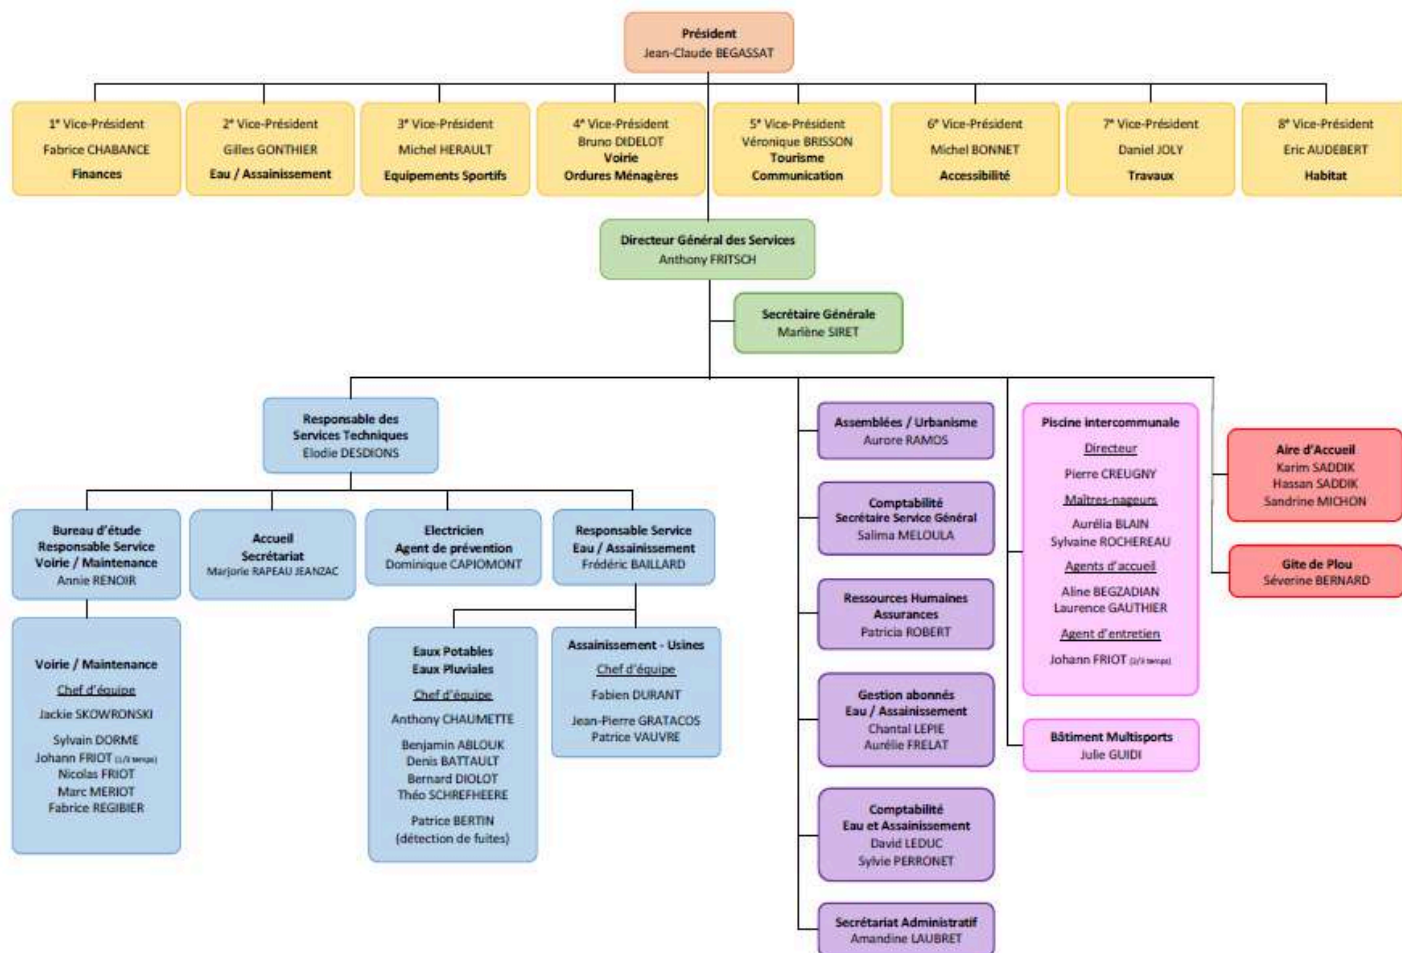 Président
Jean-Claude BEGASSAT
1° Vice-Président
Fabrice CHABANCE
Finances
2° Vice-Président
Gilles GONTHIER
Eau / Assainissement
3° Vice-Président
Michel HERAULT
Equipements Sportifs
4° Vice-Président
Bruno DIDELOT
Voirie
Ordures Ménagères
5° Vice-Président
Véronique BRISSON
Tourisme
Communication
6° Vice-Président
Michel BONNET
Accessibilité
7° Vice-Président
Daniel JOLY
Travaux
8° Vice-Président
Eric AUDEBERT
Habitat
Directeur Général des Services
Anthony FRITSCH
Secrétaire Générale
Marlène SIRET
Responsable des
Services Techniques
Elodie DESDIONS
Bureau d'étude
Responsable Service
Voirie / Maintenance
Annie RENOIR
Accueil
Secrétariat
Marjorie RAPEAU JEANZAC
Electricien
Agent de prévention
Dominique CAPIOMONT
Responsable Service
Eau / Assainissement
Frédéric BAILLARD
Voirie / Maintenance
Chef d'équipe
Jackie SKOWRONSKI
Sylvain DORME
Johann FRIOT (1/3 temps)
Nicolas FRIOT
Marc MERIOT
Fabrice REGIBIER
Eaux Potables
Eaux Pluviales
Chef d'équipe
Anthony CHAUMETTE
Benjamin ABLOUK
Denis BATTAULT
Bernard DIOLOT
Théo SCHREFHEERE
Patrice BERTIN
(détection de fuites)
Assainissement - Usines
Chef d'équipe
Fabien DURANT
Jean-Pierre GRATACOS
Patrice VAUVRE
Assemblées / Urbanisme
Aurore RAMOS
Comptabilité
Secrétaire Service Général
Salima MELOULA
Ressources Humaines
Assurances
Patricia ROBERT
Gestion abonnés
Eau / Assainissement
Chantal LEPIE
Aurélie FRELAT
Comptabilité
Eau et Assainissement
David LEDUC
Sylvie PERRONET
Secrétariat Administratif
Amandine LAUBRET
Piscine intercommunale
Directeur
Pierre CREUGNY
Maîtres-nageurs
Aurélia BLAIN
Sylvaine ROCHEREAU
Agents d'accueil
Aline BEGZADIAN
Laurence GAUTHIER
Agent d'entretien
Johann FRIOT (2/3 temps)
Bâtiment Multisports
Julie GUIDI
Aire d'Accueil
Karim SADDIK
Hassan SADDIK
Sandrine MICHON
Gite de Plou
Séverine BERNARD